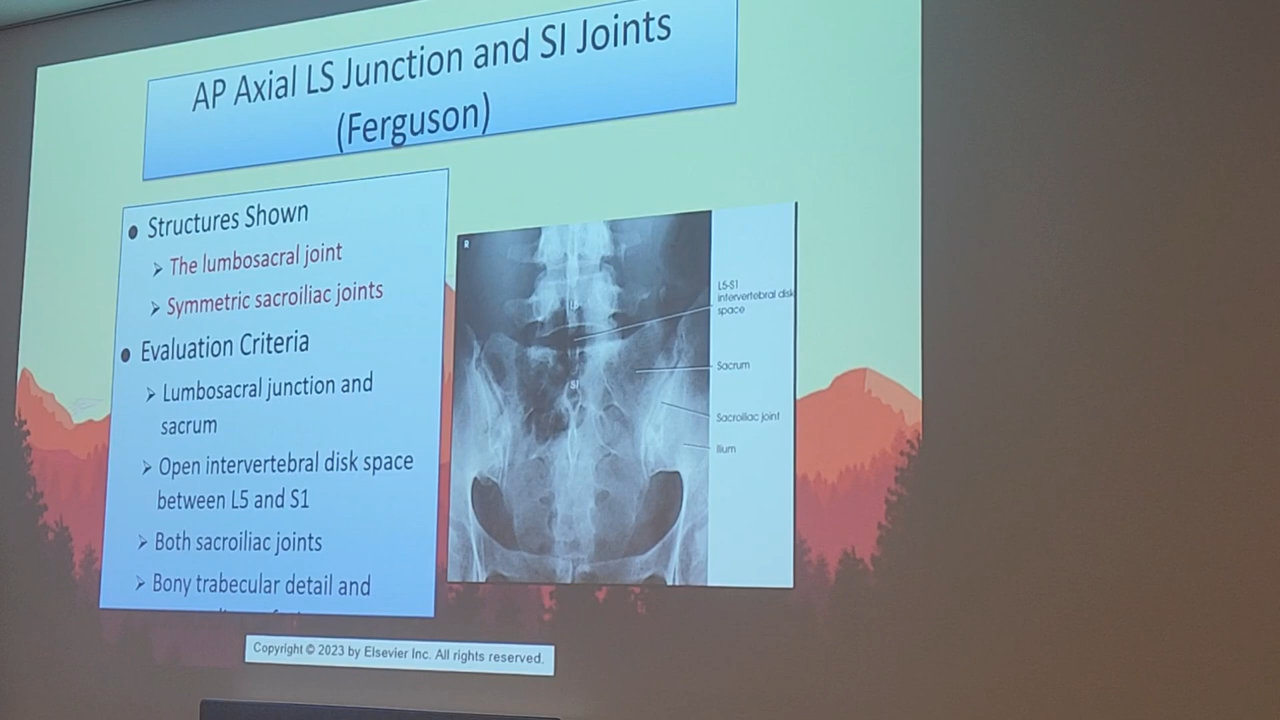 AP Axial LS Junction and SI Joints
(Ferguson)
● Structures Shown
➢ The lumbosacral joint
➢ Symmetric sacroiliac joints
● Evaluation Criteria
➢ Lumbosacral junction and
sacrum
➢ Open intervertebral disk space
between L5 and S1
➢ Both sacroiliac joints
➢ Bony trabecular detail and
R
SI
L5-S1
intervertebral disk
space
Sacrum
Sacroiliac joint
Ilium
Copyright © 2023 by Elsevier Inc. All rights reserved.